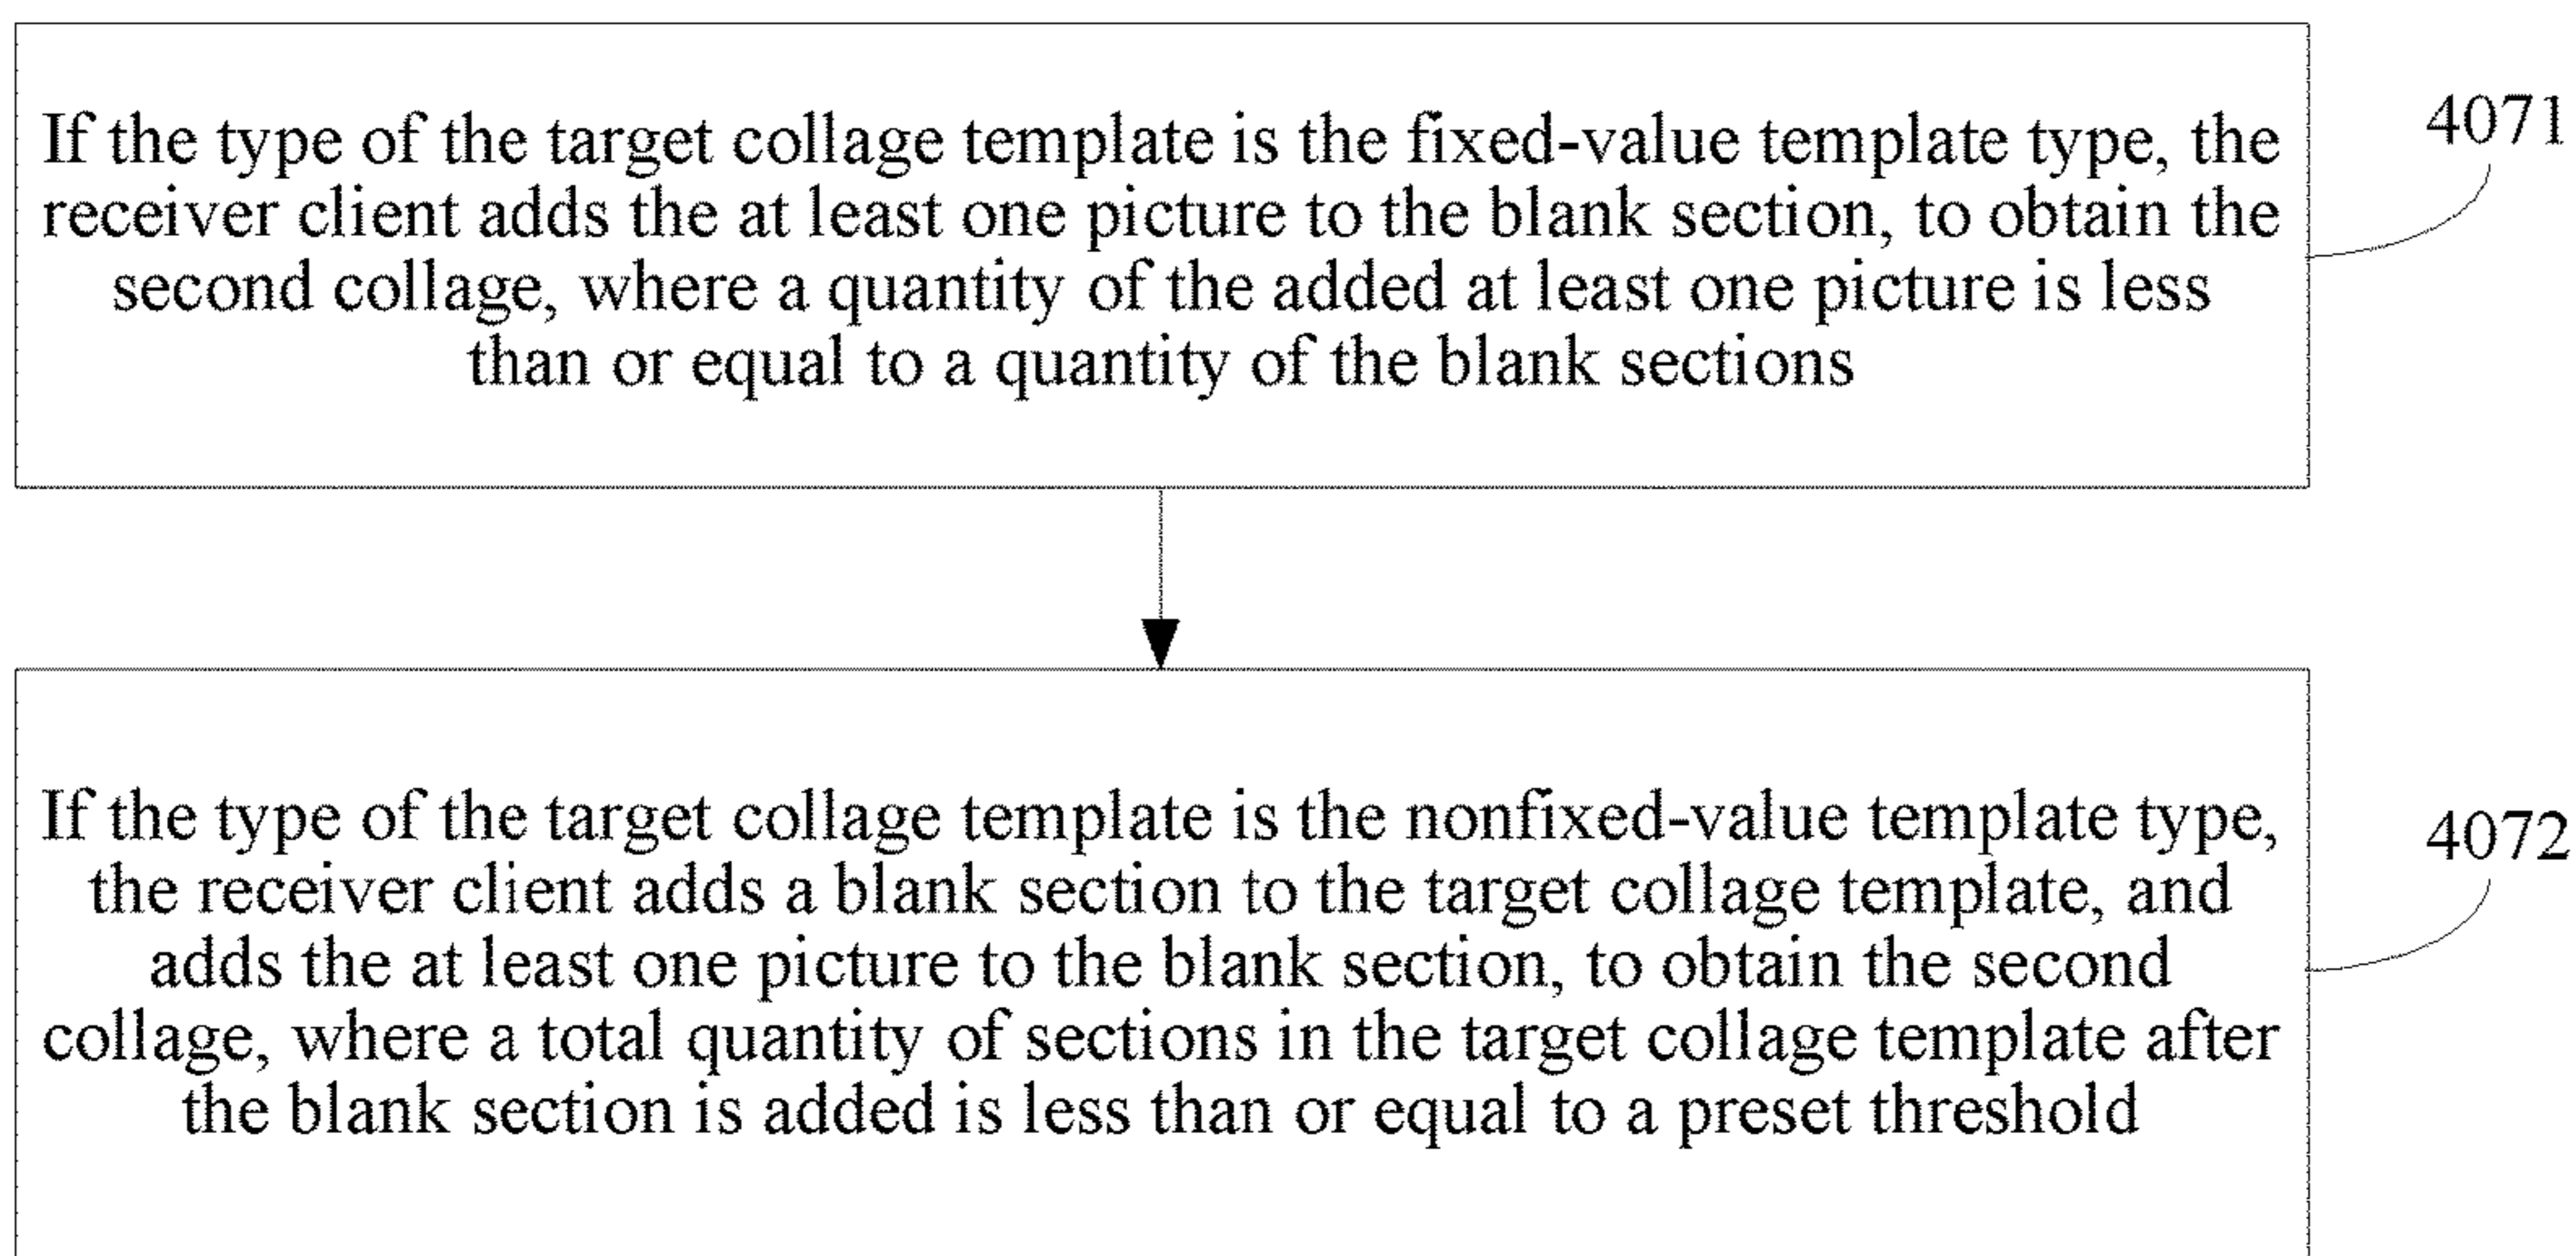 If the type of the target collage template is the fixed-value template type, the
receiver client adds the at least one picture to the blank section, to obtain the
second collage, where a quantity of the added at least one picture is less
than or equal to a quantity of the blank sections
4071
If the type of the target collage template is the nonfixed-value template type,
the receiver client adds a blank section to the target collage template, and
adds the at least one picture to the blank section, to obtain the second
collage, where a total quantity of sections in the target collage template after
the blank section is added is less than or equal to a preset threshold
4072